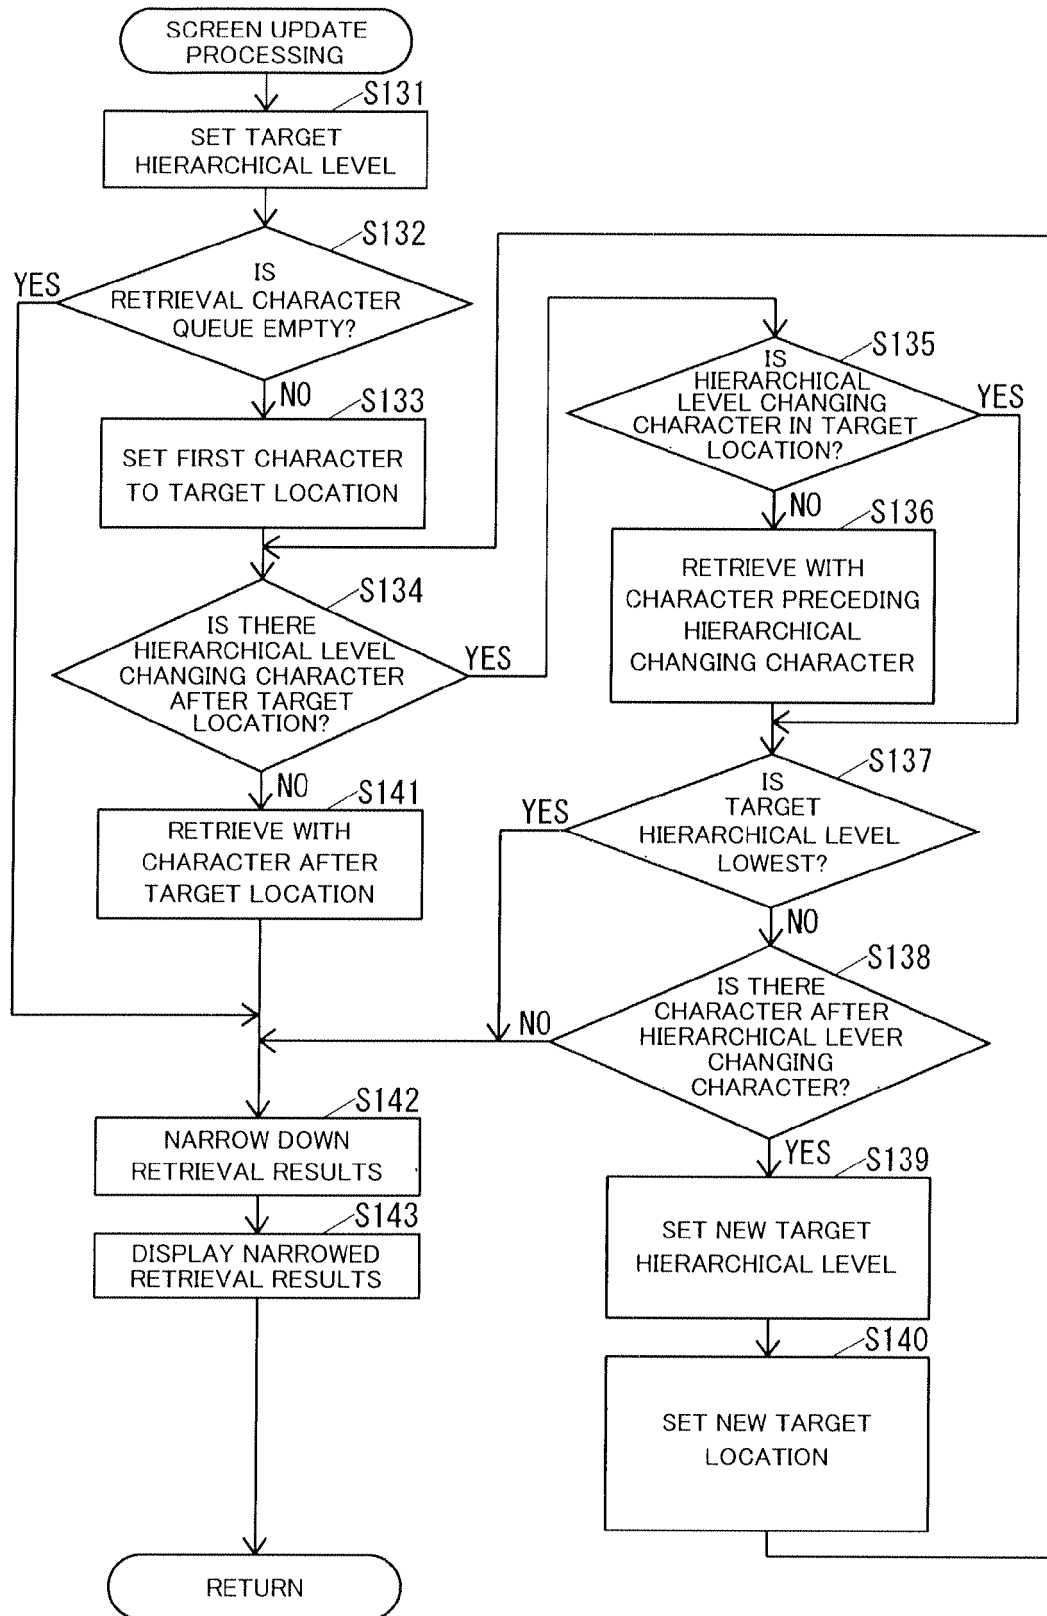 SCREEN UPDATE
PROCESSING
S131
SET TARGET
HIERARCHICAL LEVEL
S132
YES
IS
RETRIEVAL CHARACTER
QUEUE EMPTY?
NO
S133
SET FIRST CHARACTER
TO TARGET LOCATION
S134
IS THERE
HIERARCHICAL LEVEL
CHANGING CHARACTER
AFTER TARGET
LOCATION?
YES
NO
S141
RETRIEVE WITH
CHARACTER AFTER
TARGET LOCATION
S135
IS
HIERARCHICAL
LEVEL CHANGING
CHARACTER IN TARGET
LOCATION?
YES
NO
S136
RETRIEVE WITH
CHARACTER PRECEDING
HIERARCHICAL
CHANGING CHARACTER
S137
YES
IS
TARGET
HIERARCHICAL LEVEL
LOWEST?
NO
S138
NO
IS THERE
CHARACTER AFTER
HIERARCHICAL LEVER
CHANGING
CHARACTER?
YES
S139
SET NEW TARGET
HIERARCHICAL LEVEL
S140
SET NEW TARGET
LOCATION
S142
NARROW DOWN
RETRIEVAL RESULTS
S143
DISPLAY NARROWED
RETRIEVAL RESULTS
RETURN